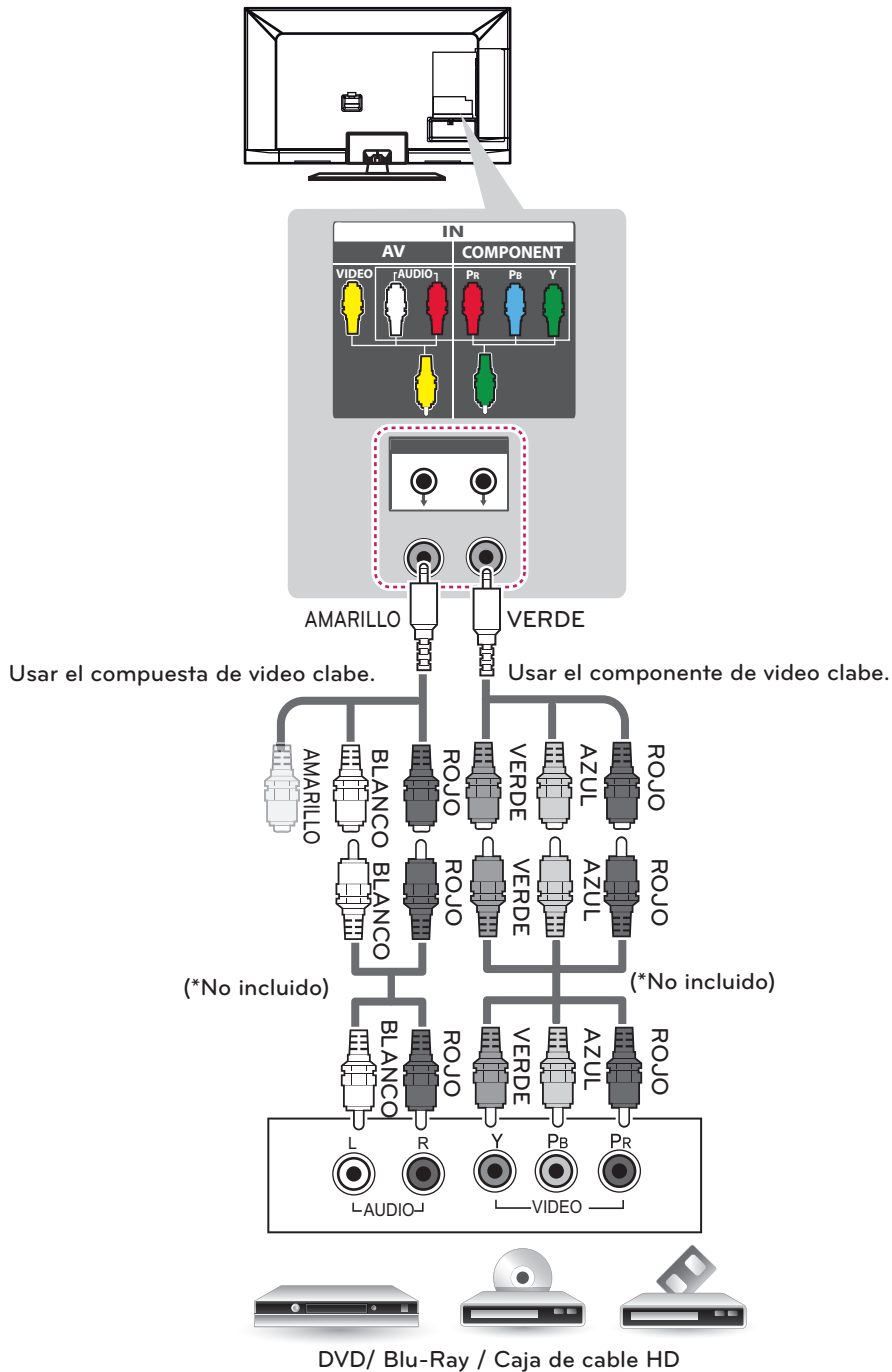 IN
AV COMPONENT
VIDEO AUDIO PR PB Y
AMARILLO VERDE
Usar el compuesta de video clabe. Usar el componente de video clabe.
AMARILLO BLANCO ROJO VERDE AZUL ROJO
BLANCO ROJO VERDE AZUL ROJO
(*No incluido) (*No incluido)
BLANCO ROJO VERDE AZUL ROJO
L R Y PB PR
AUDIO VIDEO
DVD/ Blu-Ray / Caja de cable HD